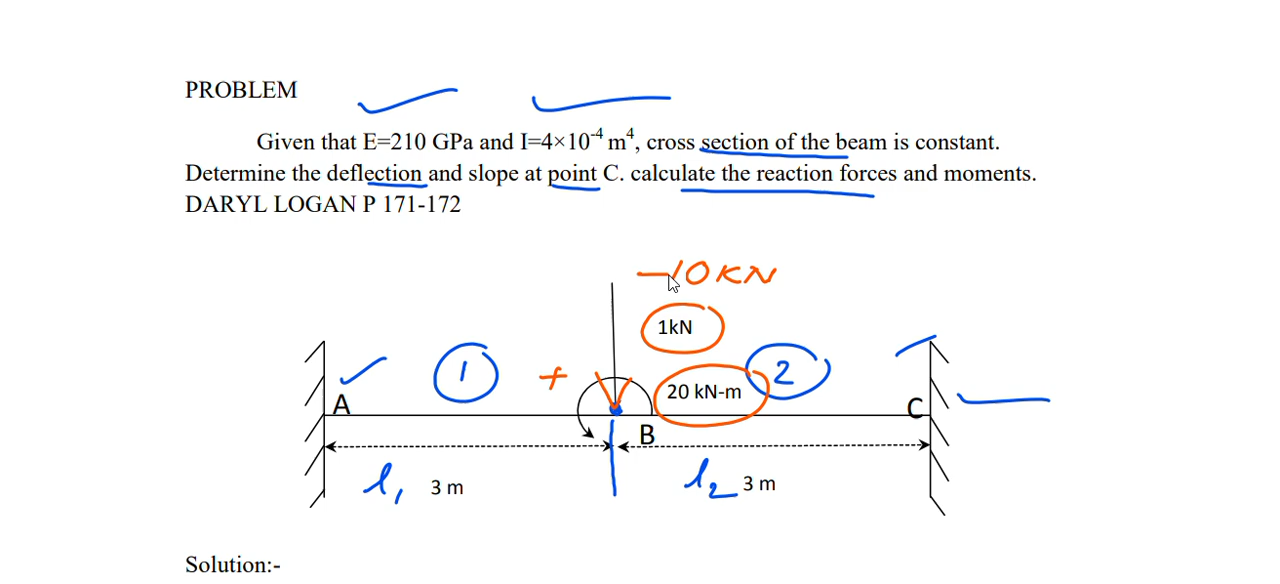 PROBLEM
Given that E=210 GPa and I=4×10⁻⁴ m⁴, cross section of the beam is constant.
Determine the deflection and slope at point C. calculate the reaction forces and moments.
DARYL LOGAN P 171-172
-10KN
1kN
1
+
20 kN-m
2
A
B
C
l₁
3 m
l₂
3 m
Solution:-